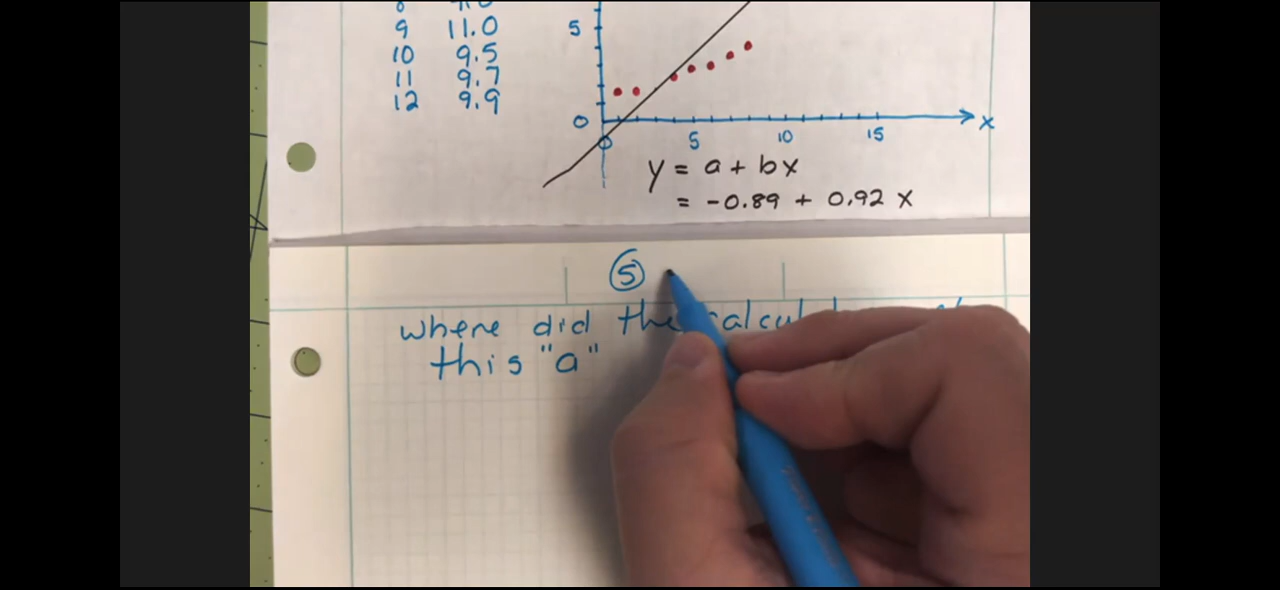 9 11.0
10 9.5
11 9.7
12 9.9
5
0
0 5 10 15 x
y = a + bx
= -0.89 + 0.92 x
5
where did the
this "a"